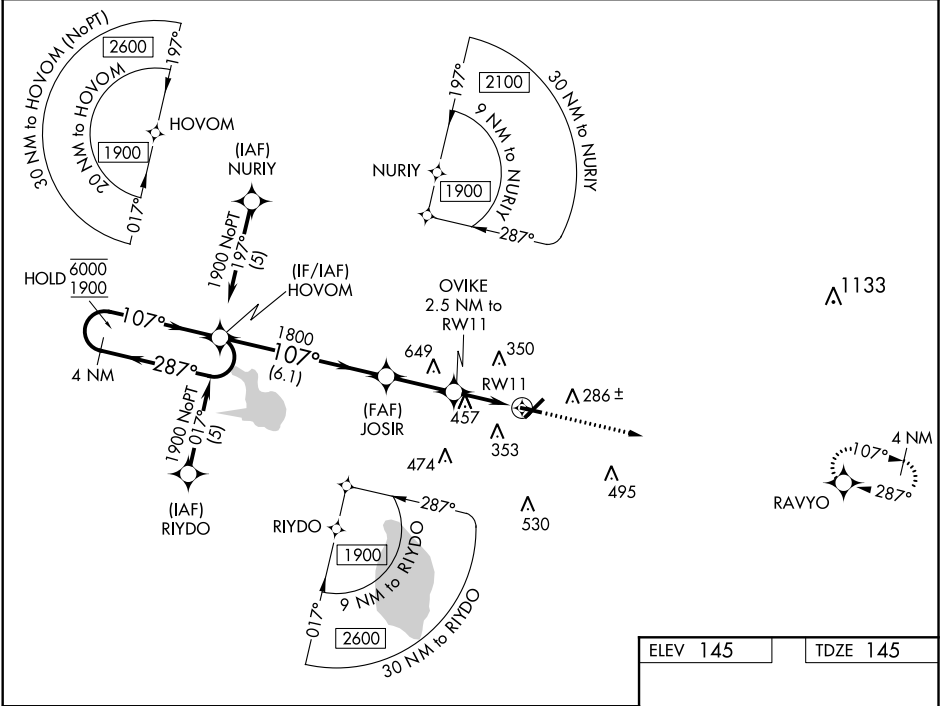 30 NM to HOVOM (NoPT)
2600
197°
20 NM to HOVOM
1900
017°
HOVOM
(IAF)
NURIY
1900 NoPT
197°
(5)
197°
2100
30 NM to NURIY
9 NM to NURIY
NURIY
1900
287°
HOLD
6000
1900
107°
287°
4 NM
(IF/IAF)
HOVOM
1800
107°
(6.1)
OVIKE
2.5 NM to
RW11
649
350
RW11
286 ±
1133
(FAF)
JOSIR
457
353
474
495
530
1900 NoPT
017°
(5)
(IAF)
RIYDO
4 NM
107°
287°
RAVYO
287°
RIYDO
1900
9 NM to RIYDO
017°
2600
30 NM to RIYDO
ELEV 145
TDZE 145